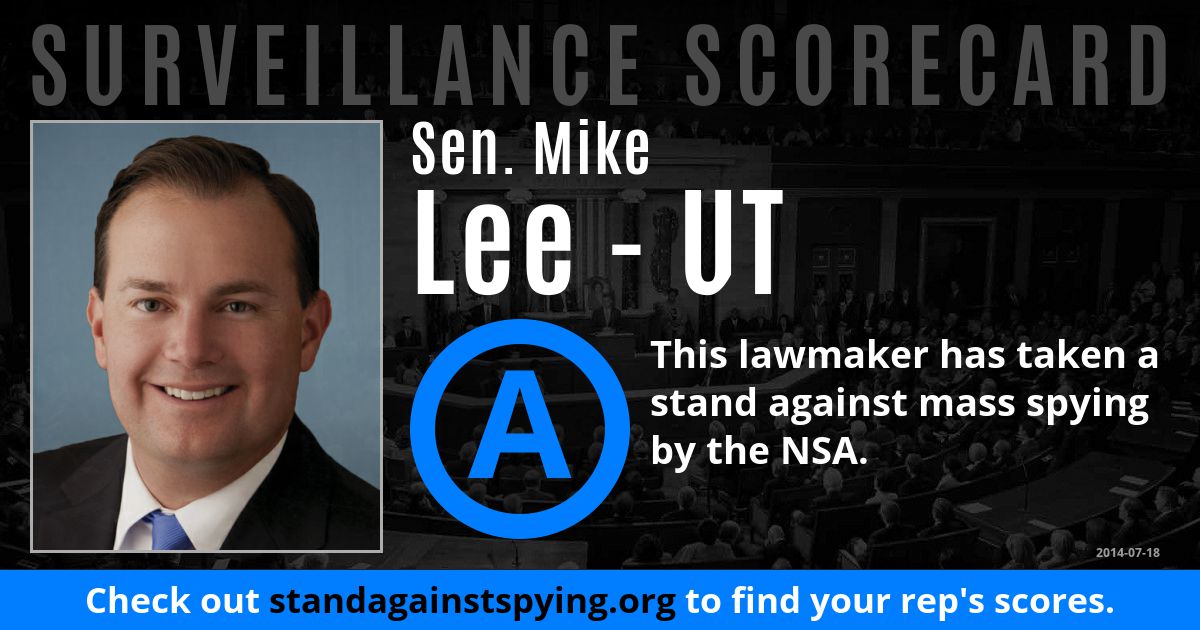 SURVEILLANCE SCORECARD
Sen. Mike
Lee - UT
A
This lawmaker has taken a
stand against mass spying
by the NSA.
2014-07-18
Check out standagainstspying.org to find your rep's scores.